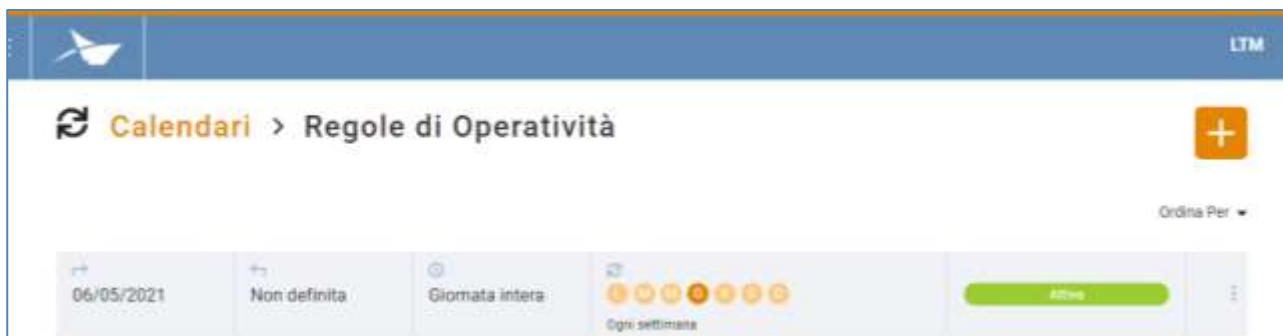 LTM
Calendari > Regole di Operatività
Ordina Per
06/05/2021 Non definita Giornata intera L M M G V S D Attivo
Ogni settimana